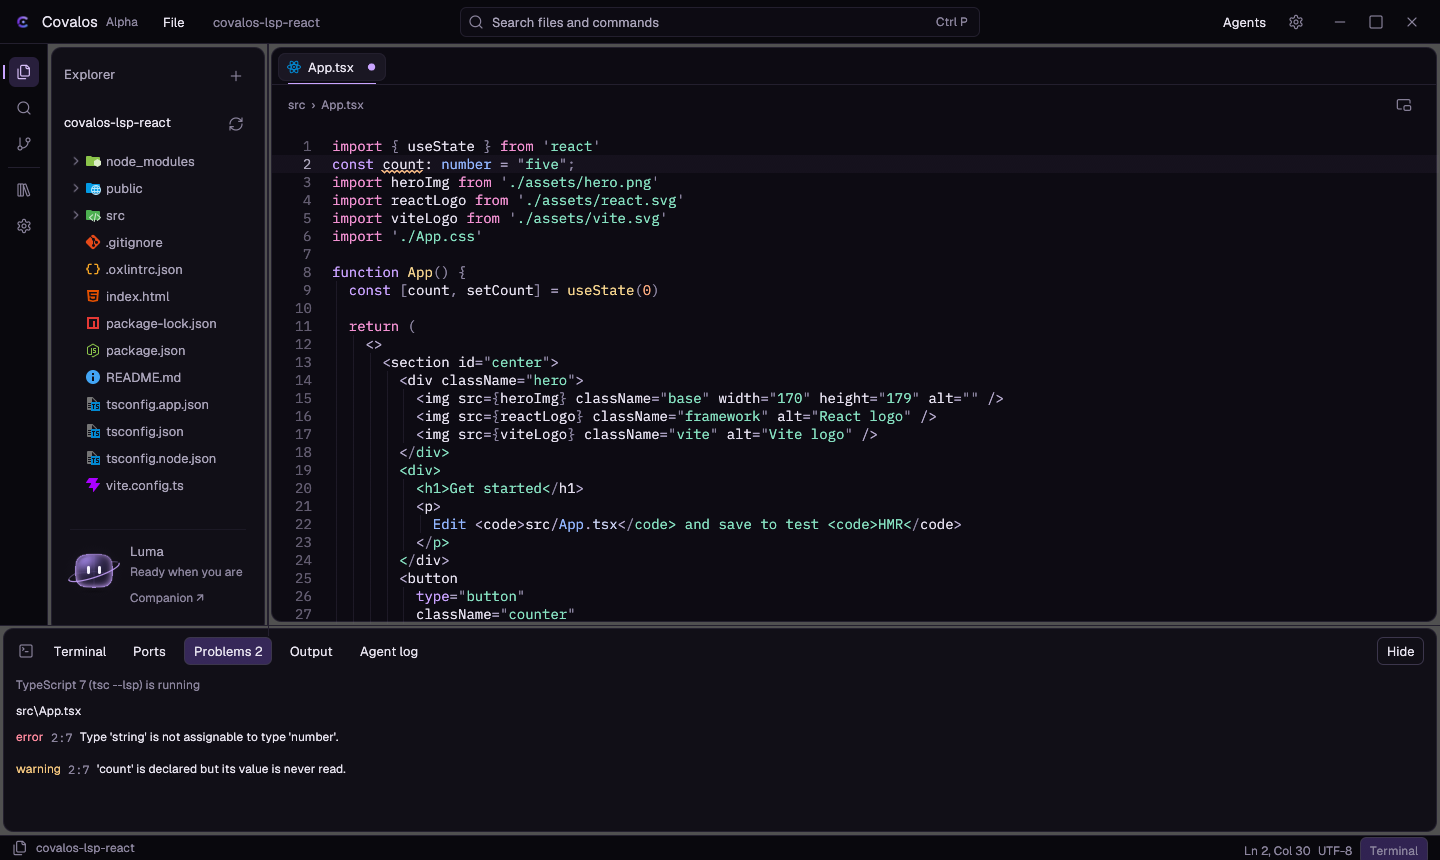 Covalos Alpha File covalos-lsp-react Search files and commands Ctrl P Agents
Explorer
covalos-lsp-react
node_modules
public
src
.gitignore
.oxlintrc.json
index.html
package-lock.json
package.json
README.md
tsconfig.app.json
tsconfig.json
tsconfig.node.json
vite.config.ts
Luma
Ready when you are
Companion ↗
App.tsx
src › App.tsx
1 import { useState } from 'react'
2 const count: number = "five";
3 import heroImg from './assets/hero.png'
4 import reactLogo from './assets/react.svg'
5 import viteLogo from './assets/vite.svg'
6 import './App.css'
7
8 function App() {
9 const [count, setCount] = useState(0)
10
11 return (
12 <>
13 <section id="center">
14 <div className="hero">
15 <img src={heroImg} className="base" width="170" height="179" alt="" />
16 <img src={reactLogo} className="framework" alt="React logo" />
17 <img src={viteLogo} className="vite" alt="Vite logo" />
18 </div>
19 <div>
20 <h1>Get started</h1>
21 <p>
22 Edit <code>src/App.tsx</code> and save to test <code>HMR</code>
23 </p>
24 </div>
25 <button
26 type="button"
27 className="counter"
Terminal Ports Problems 2 Output Agent log Hide
TypeScript 7 (tsc --lsp) is running
src\App.tsx
error 2:7 Type 'string' is not assignable to type 'number'.
warning 2:7 'count' is declared but its value is never read.
covalos-lsp-react Ln 2, Col 30 UTF-8 Terminal